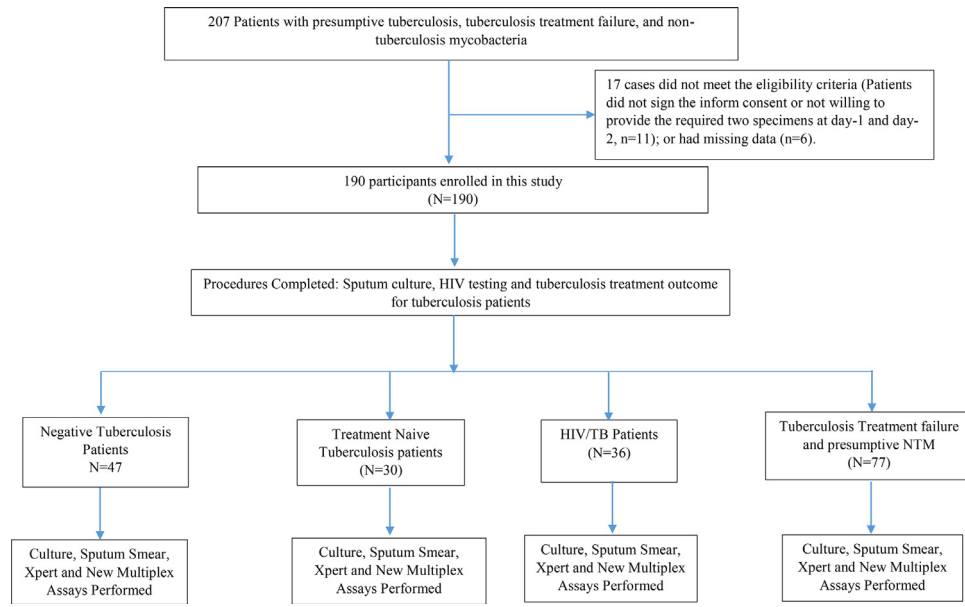 207 Patients with presumptive tuberculosis, tuberculosis treatment failure, and non-
tuberculosis mycobacteria
17 cases did not meet the eligibility criteria (Patients
did not sign the inform consent or not willing to
provide the required two specimens at day-1 and day-
2, n=11); or had missing data (n=6).
190 participants enrolled in this study
(N=190)
Procedures Completed: Sputum culture, HIV testing and tuberculosis treatment outcome
for tuberculosis patients
Negative Tuberculosis
Patients
N=47
Treatment Naive
Tuberculosis patients
(N=30)
HIV/TB Patients
(N=36)
Tuberculosis Treatment failure
and presumptive NTM
(N=77)
Culture, Sputum Smear,
Xpert and New Multiplex
Assays Performed
Culture, Sputum Smear,
Xpert and New Multiplex
Assays Performed
Culture, Sputum Smear,
Xpert and New Multiplex
Assays Performed
Culture, Sputum Smear,
Xpert and New Multiplex
Assays Performed